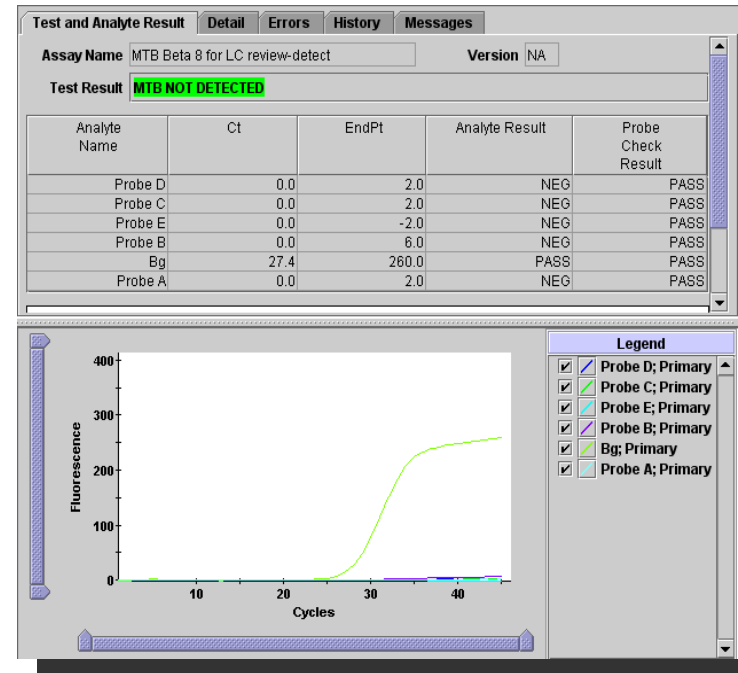 Test and Analyte Result Detail Errors History Messages
Assay Name MTB Beta 8 for LC review-detect Version NA
Test Result MTB NOT DETECTED
Analyte Name Ct EndPt Analyte Result Probe Check Result
Probe D 0.0 2.0 NEG PASS
Probe C 0.0 2.0 NEG PASS
Probe E 0.0 -2.0 NEG PASS
Probe B 0.0 6.0 NEG PASS
Bg 27.4 260.0 PASS PASS
Probe A 0.0 2.0 NEG PASS
400
300
200
100
0
Fluorescence
10 20 30 40
Cycles
Legend
Probe D; Primary
Probe C; Primary
Probe E; Primary
Probe B; Primary
Bg; Primary
Probe A; Primary